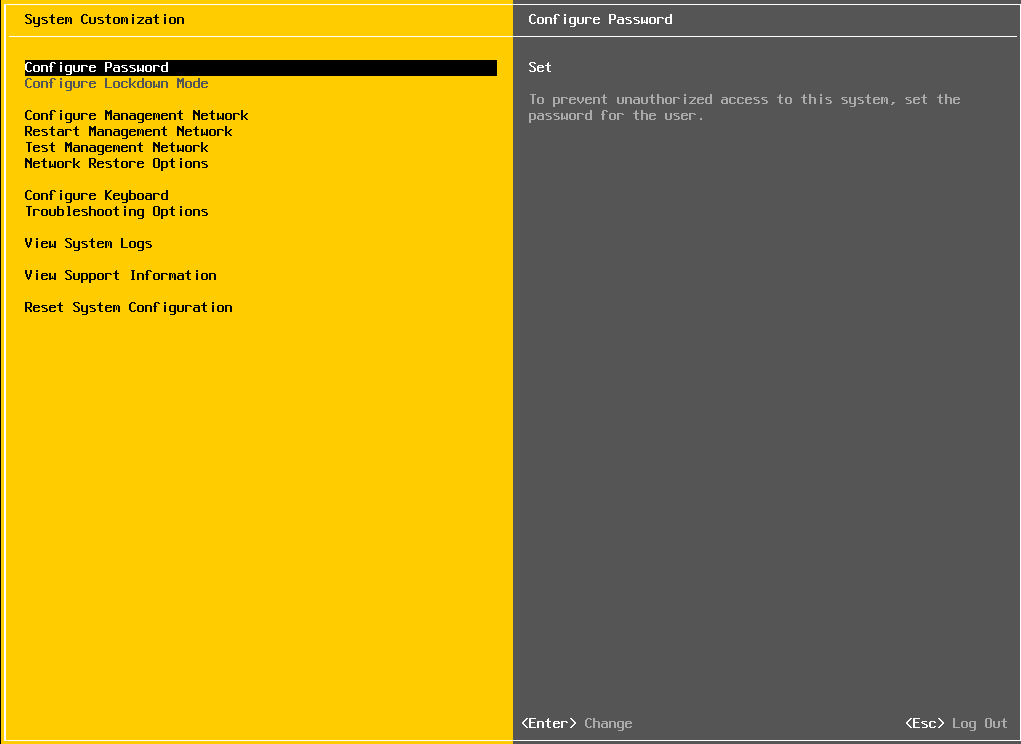 System Customization
Configure Password
Configure Password
Configure Lockdown Mode
Configure Management Network
Restart Management Network
Test Management Network
Network Restore Options
Configure Keyboard
Troubleshooting Options
View System Logs
View Support Information
Reset System Configuration
Set
To prevent unauthorized access to this system, set the
password for the user.
<Enter> Change
<Esc> Log Out